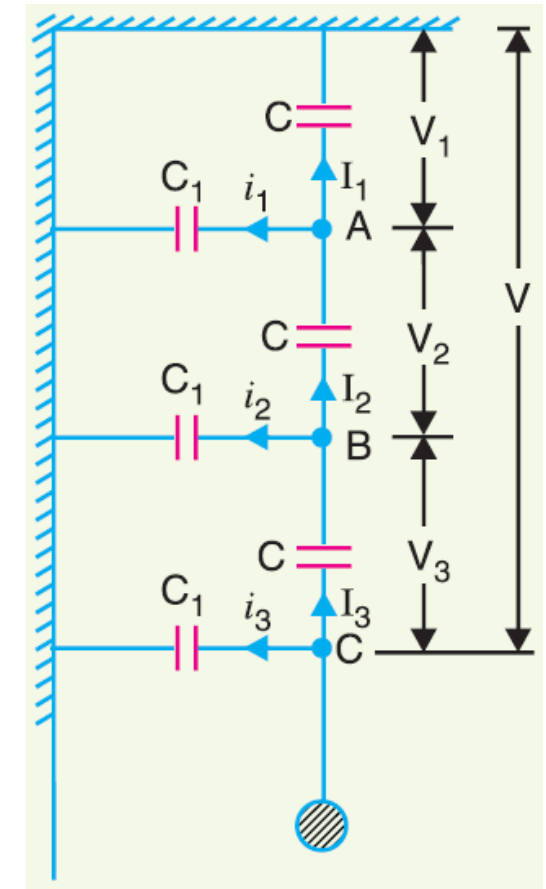 C
V₁
C₁ i₁ I₁
A
V
C
V₂
C₁ i₂ I₂
B
C
V₃
C₁ i₃ I₃
C